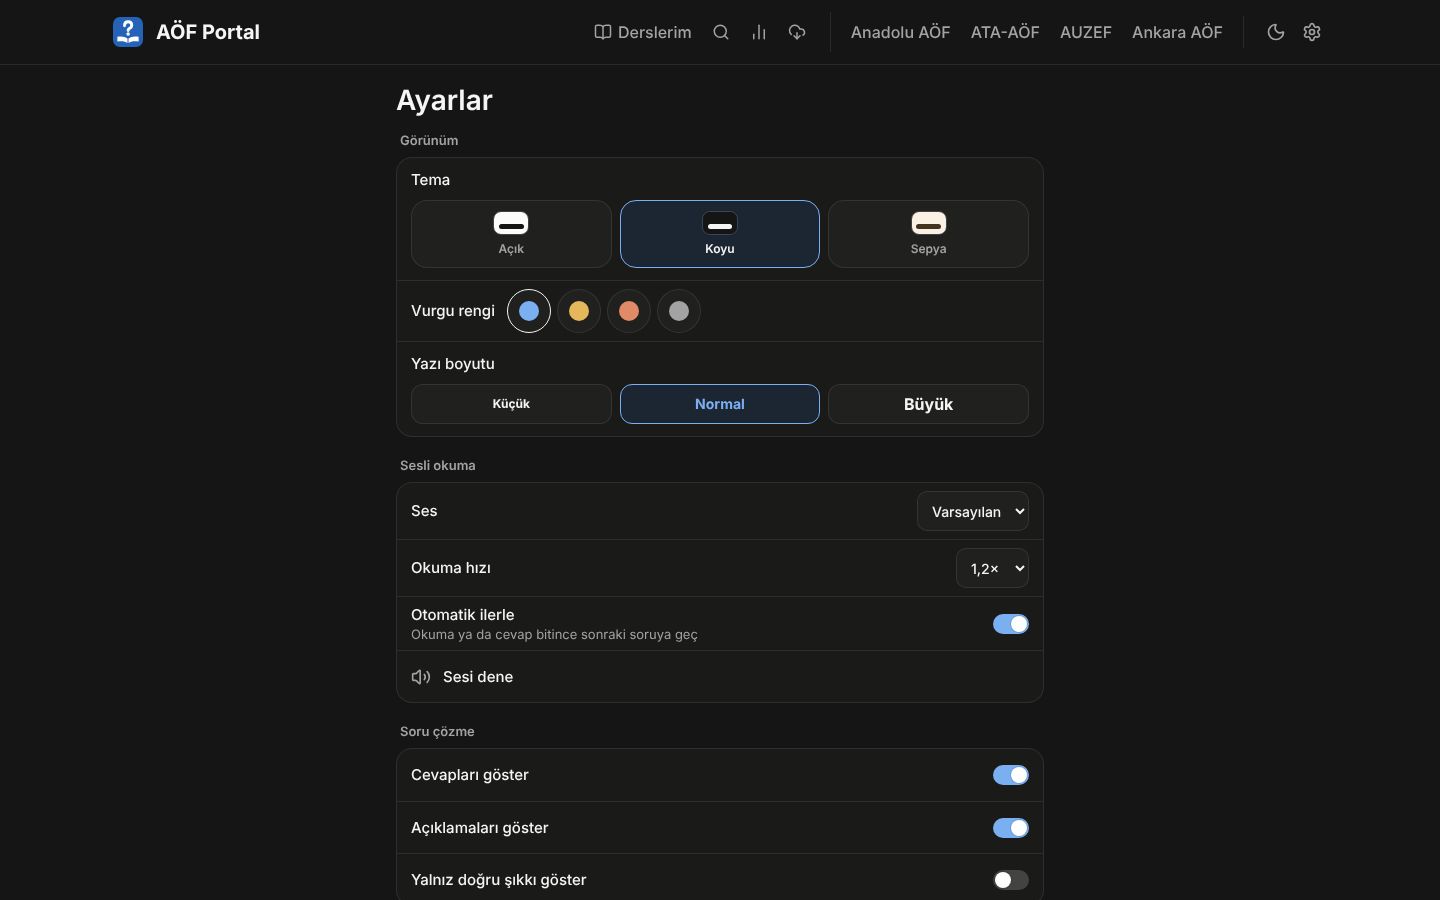 AÖF Portal
Derslerim
Anadolu AÖF
ATA-AÖF
AUZEF
Ankara AÖF
Ayarlar
Görünüm
Tema
Açık
Koyu
Sepya
Vurgu rengi
Yazı boyutu
Küçük
Normal
Büyük
Sesli okuma
Ses
Varsayılan
Okuma hızı
1,2×
Otomatik ilerle
Okuma ya da cevap bitince sonraki soruya geç
Sesi dene
Soru çözme
Cevapları göster
Açıklamaları göster
Yalnız doğru şıkkı göster